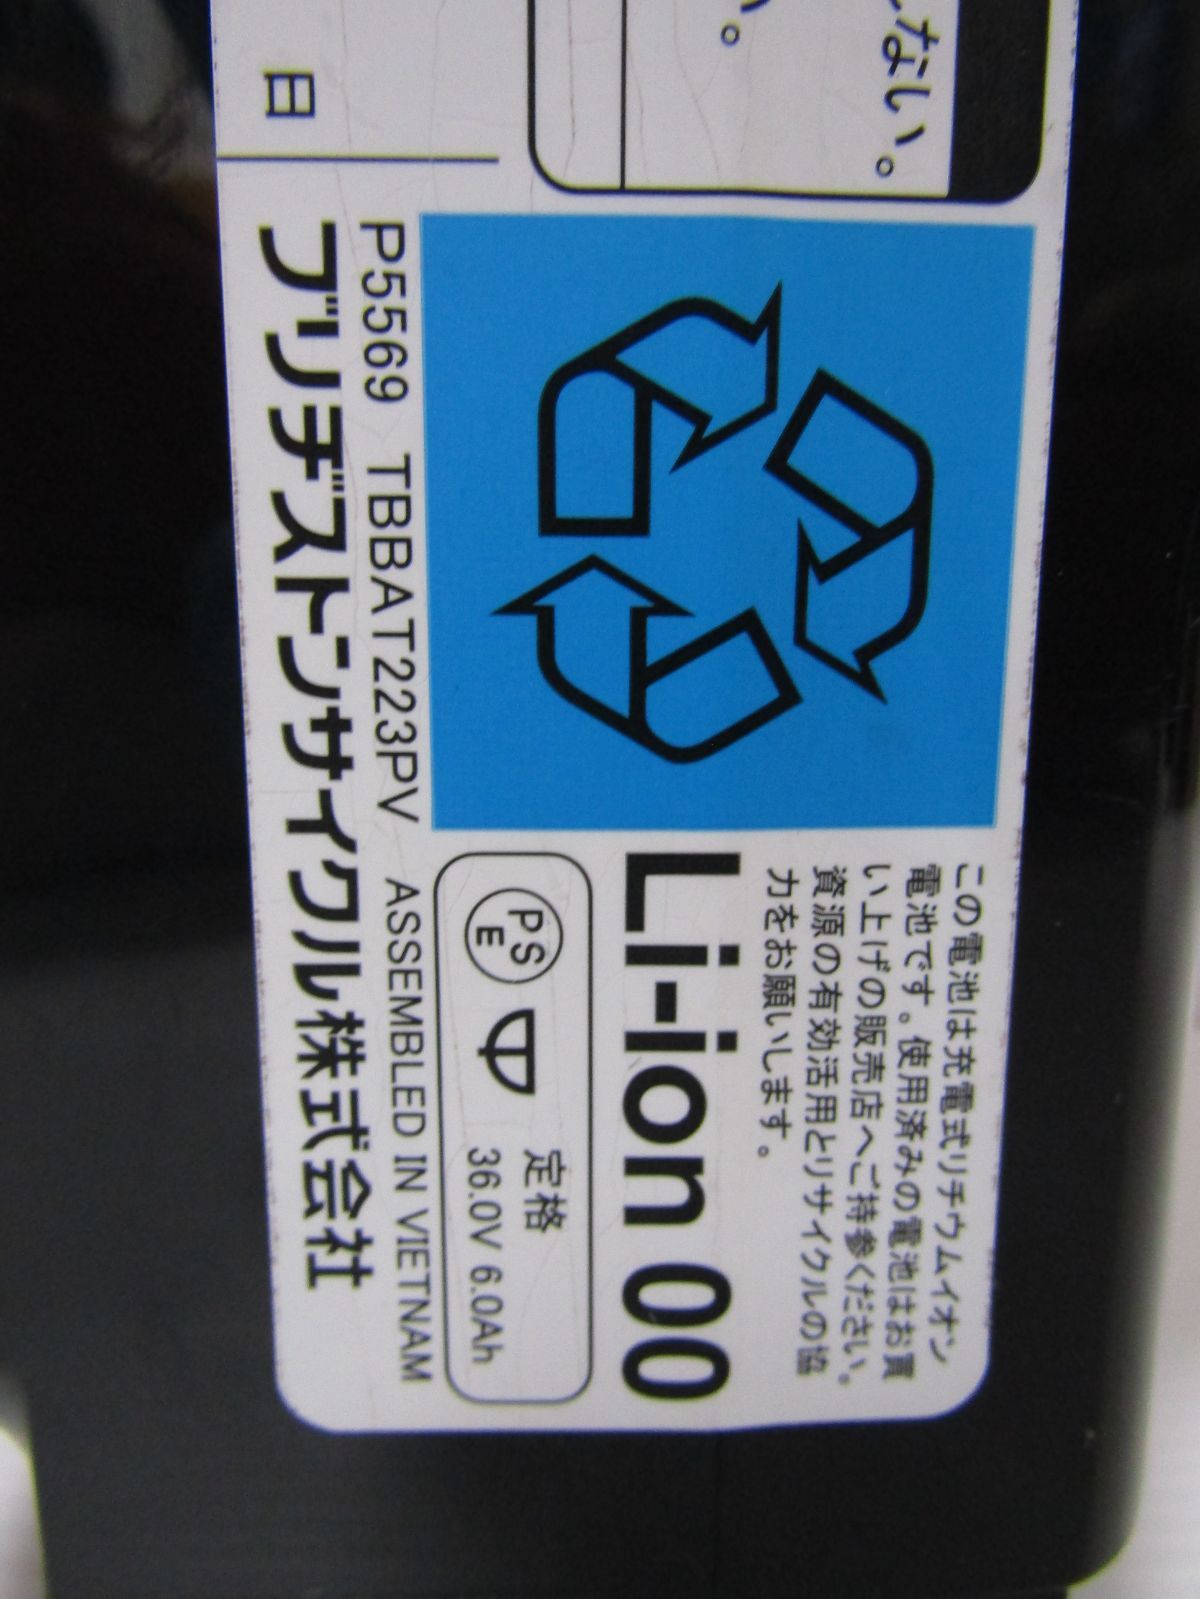 んない。
い。
日
この電池は充電式リチウムイオン
電池です。使用済みの電池はお買
い上げの販売店へご持参ください。
資源の有効活用とリサイクルの協
力をお願いします。
Li-ion 00
PS
E
定格
36.0V 6.0Ah
P5569 TBBAT223PV ASSEMBLED IN VIETNAM
ブリヂストンサイクル株式会社